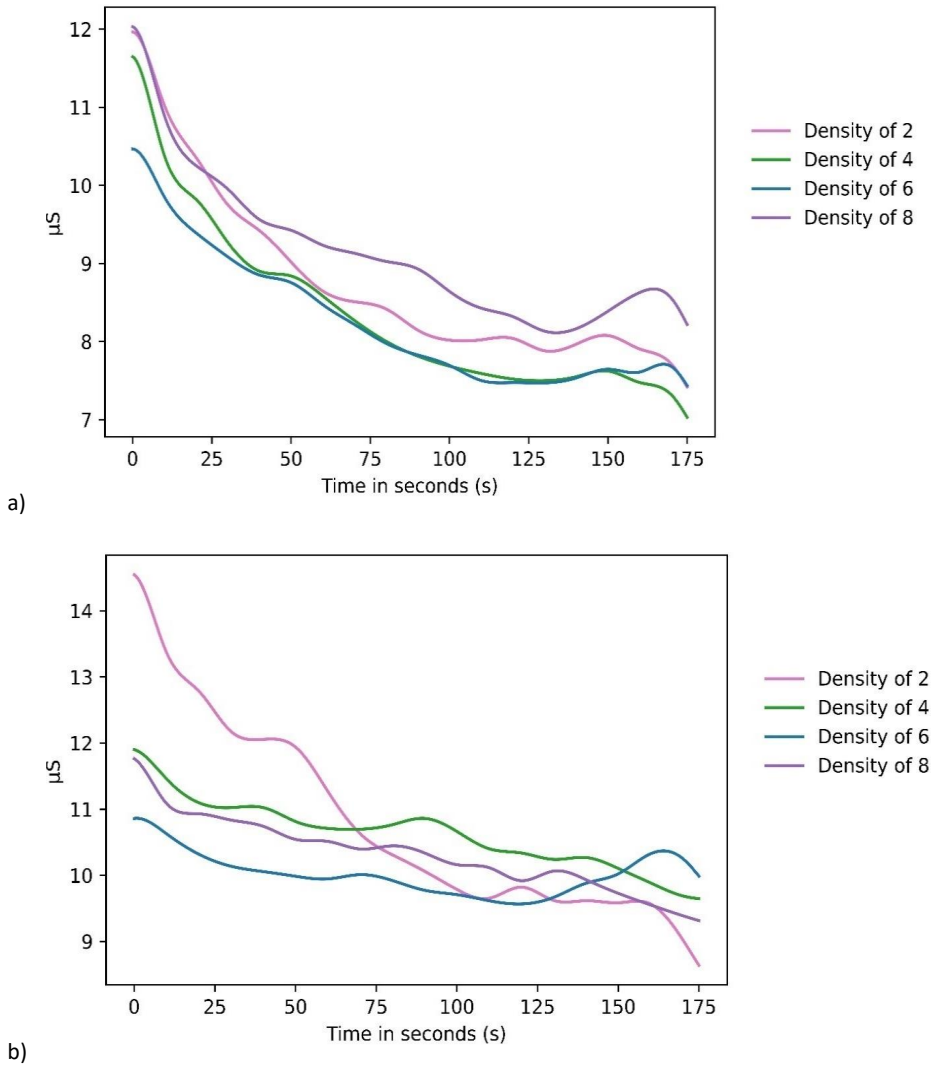 12
11
10
9
8
7
µS
0 25 50 75 100 125 150 175
Time in seconds (s)
Density of 2
Density of 4
Density of 6
Density of 8
a)
14
13
12
11
10
9
µS
0 25 50 75 100 125 150 175
Time in seconds (s)
Density of 2
Density of 4
Density of 6
Density of 8
b)